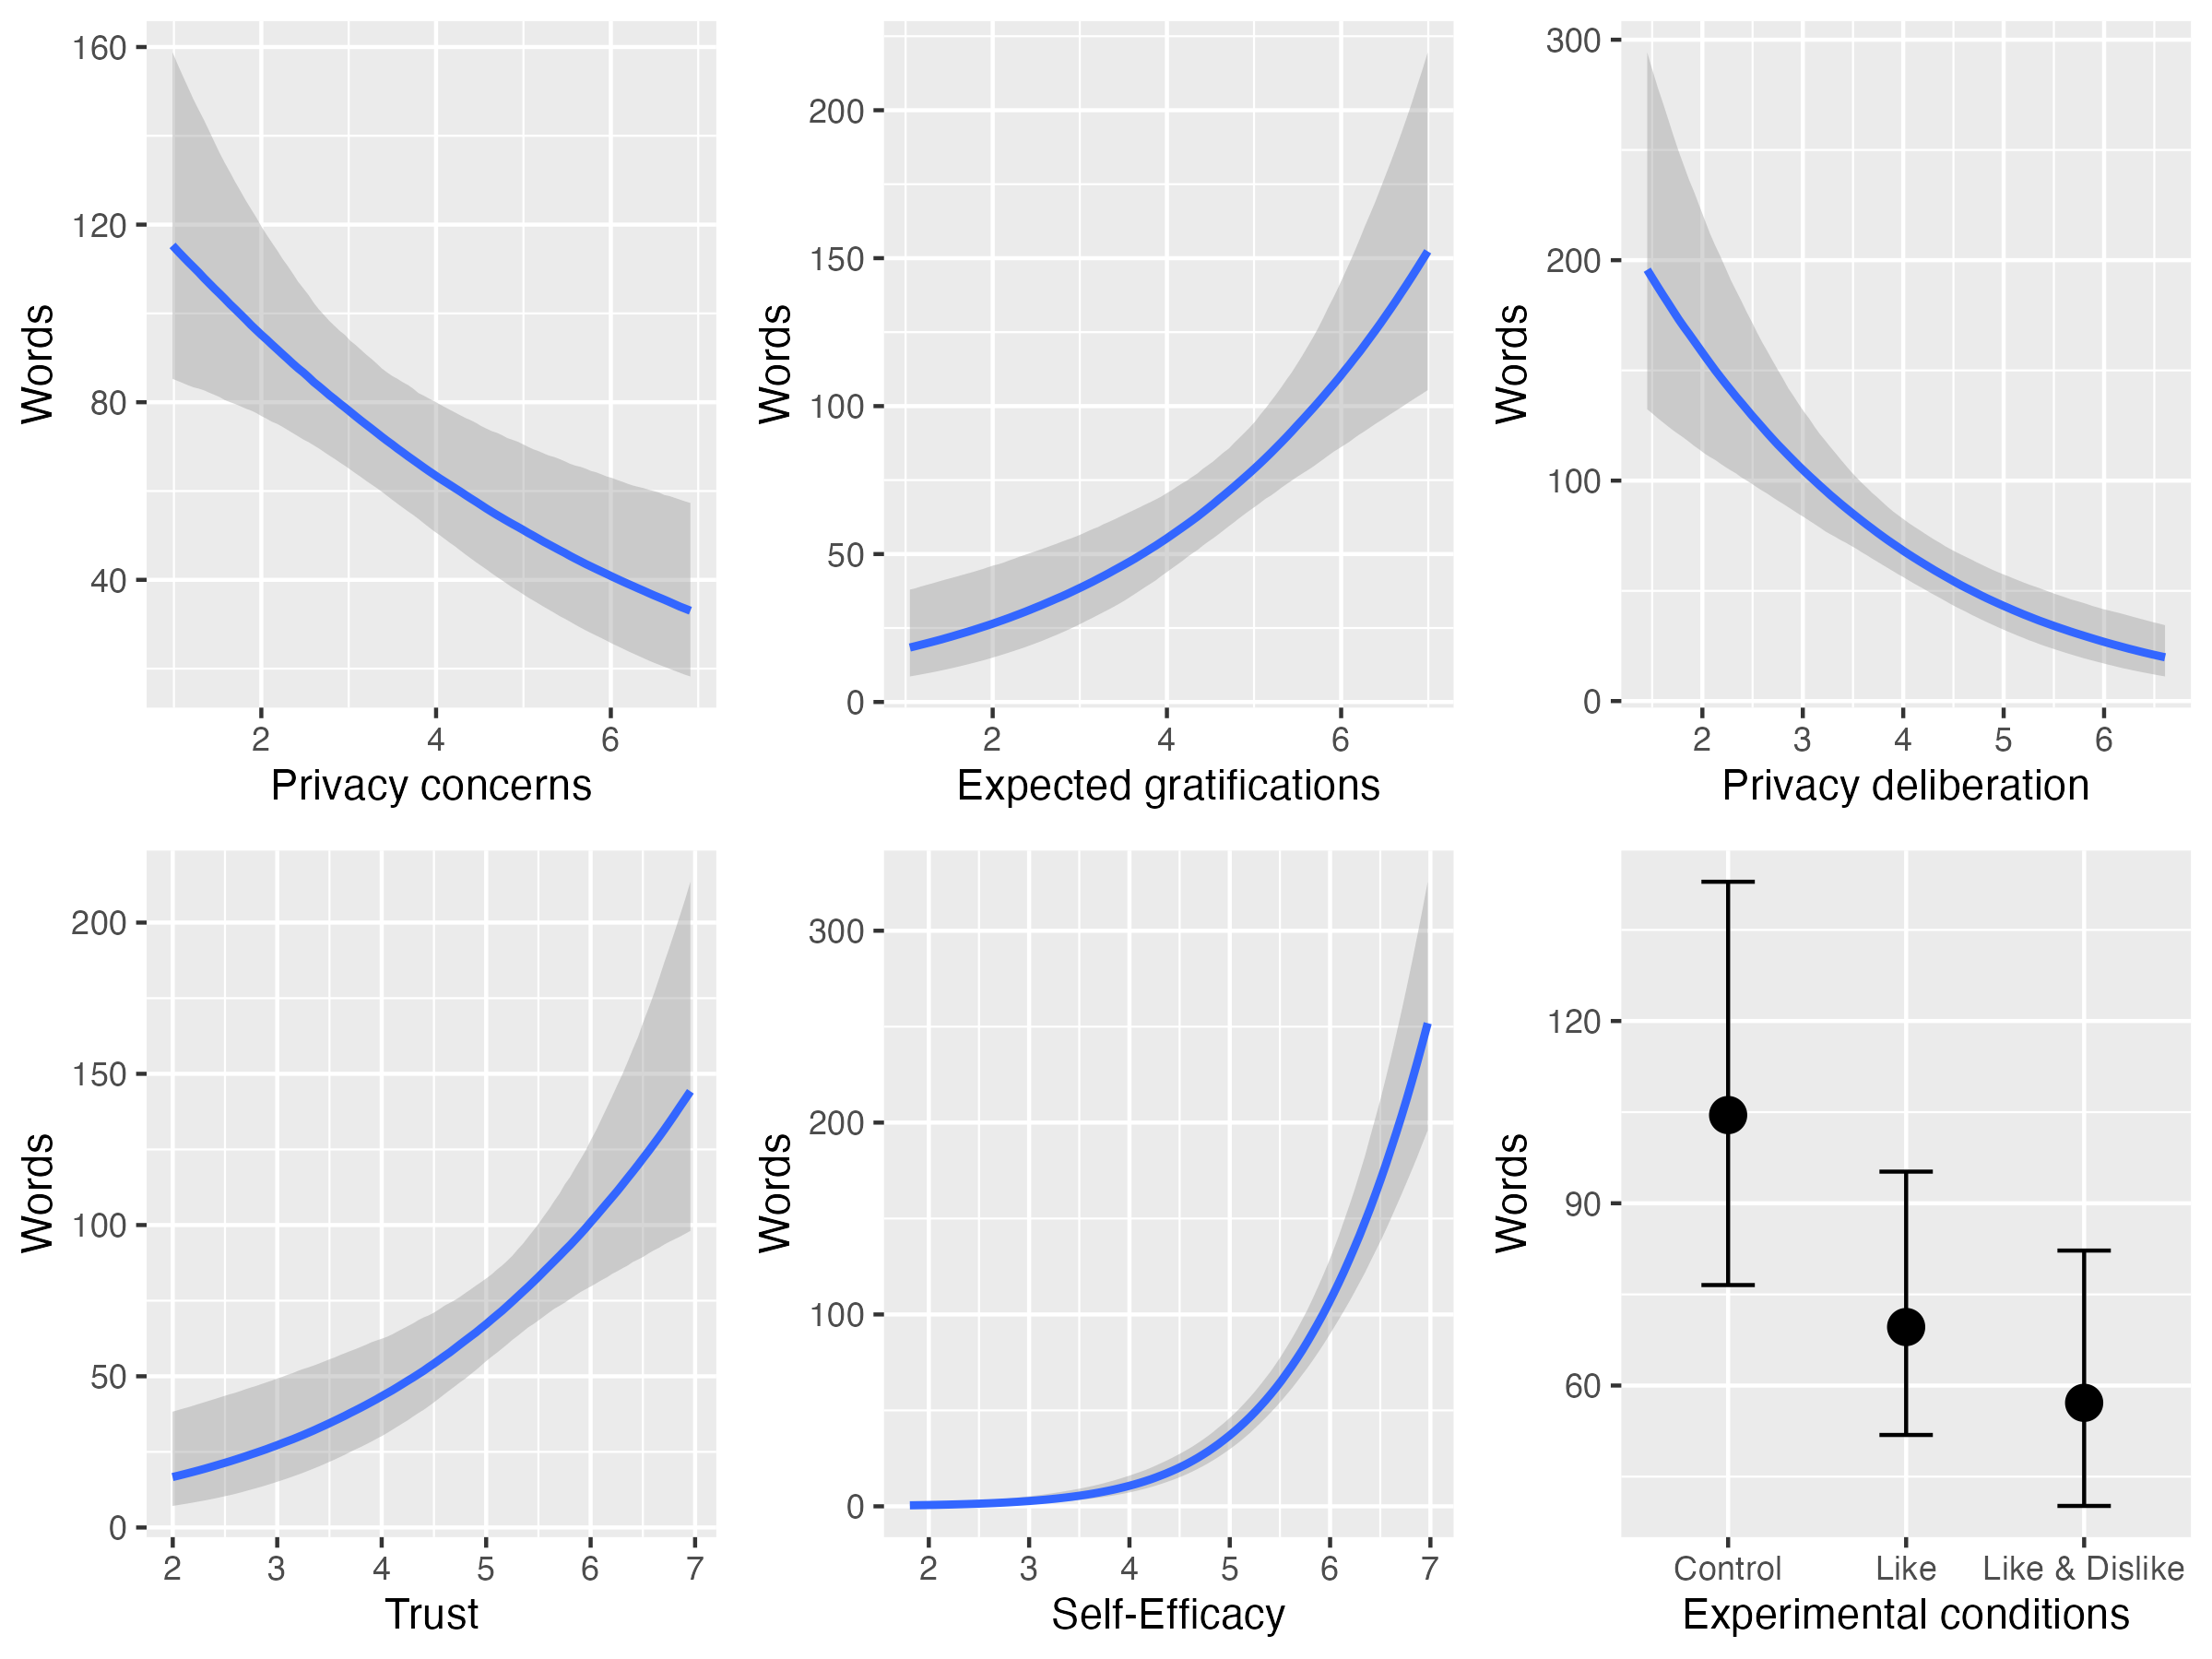 Words
160
120
80
40
2 4 6
Privacy concerns
Words
200
150
100
50
0
2 4 6
Expected gratifications
Words
300
200
100
0
2 3 4 5 6
Privacy deliberation
Words
200
150
100
50
0
2 3 4 5 6 7
Trust
Words
300
200
100
0
2 3 4 5 6 7
Self-Efficacy
Words
120
90
60
Control Like Like & Dislike
Experimental conditions